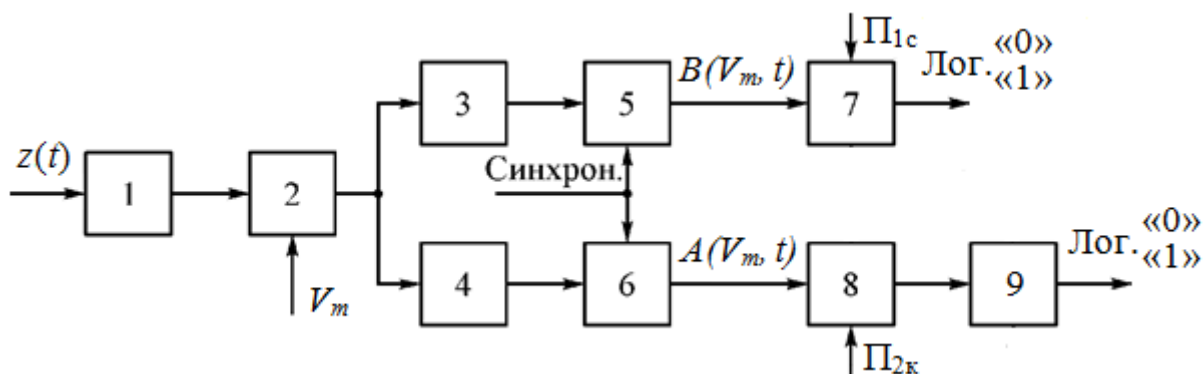 П1с
Лог. «0»
«1»
3
5
B(Vm, t)
7
z(t)
1
2
Синхрон.
Vm
4
6
A(Vm, t)
8
9
Лог. «0»
«1»
П2к